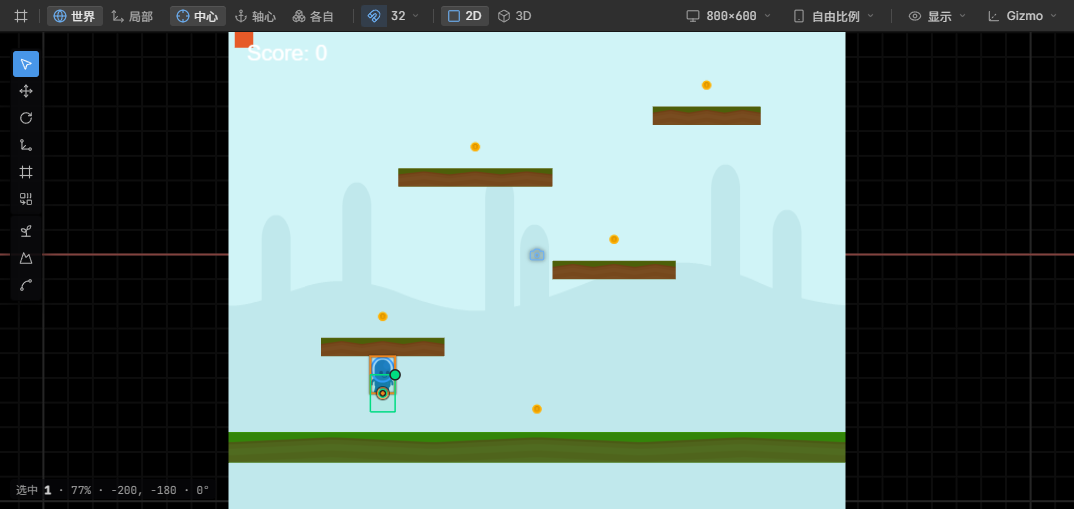 世界 局部 中心 轴心 各自 32 2D 3D 800×600 自由比例 显示 Gizmo
Score: 0
选中 1 · 77% · -200, -180 · 0°